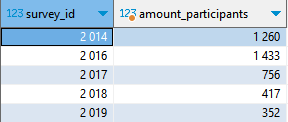 123 survey_id 123 amount_participants
2 014 1 260
2 016 1 433
2 017 756
2 018 417
2 019 352